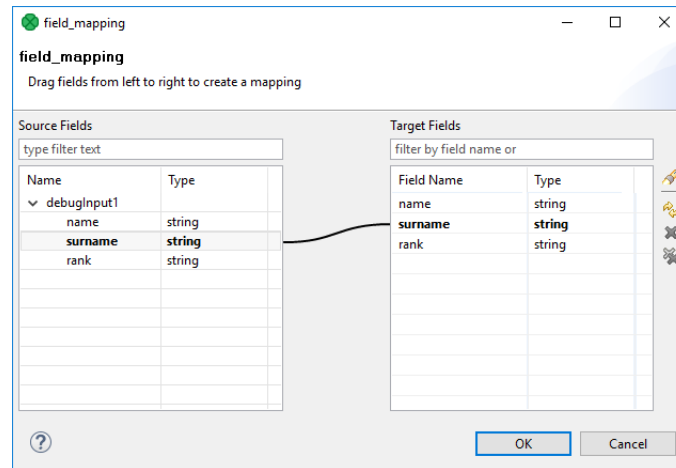 field_mapping
field_mapping
Drag fields from left to right to create a mapping
Source Fields
Target Fields
type filter text
filter by field name or
Name Type
Field Name Type
debugInput1
name string
name string
surname string
surname string
rank string
rank string
?
OK Cancel